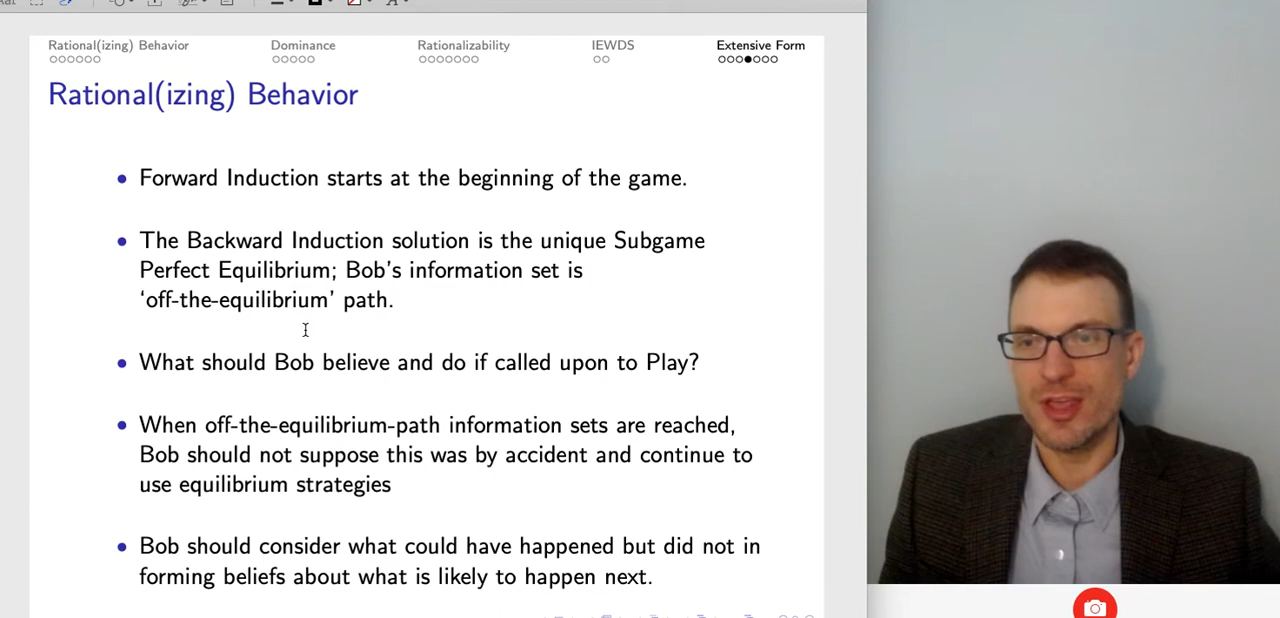 Rational(izing) Behavior Dominance Rationalizability IEWDS Extensive Form
Rational(izing) Behavior
• Forward Induction starts at the beginning of the game.
• The Backward Induction solution is the unique Subgame
Perfect Equilibrium; Bob's information set is
‘off-the-equilibrium’ path.
• What should Bob believe and do if called upon to Play?
• When off-the-equilibrium-path information sets are reached,
Bob should not suppose this was by accident and continue to
use equilibrium strategies
• Bob should consider what could have happened but did not in
forming beliefs about what is likely to happen next.